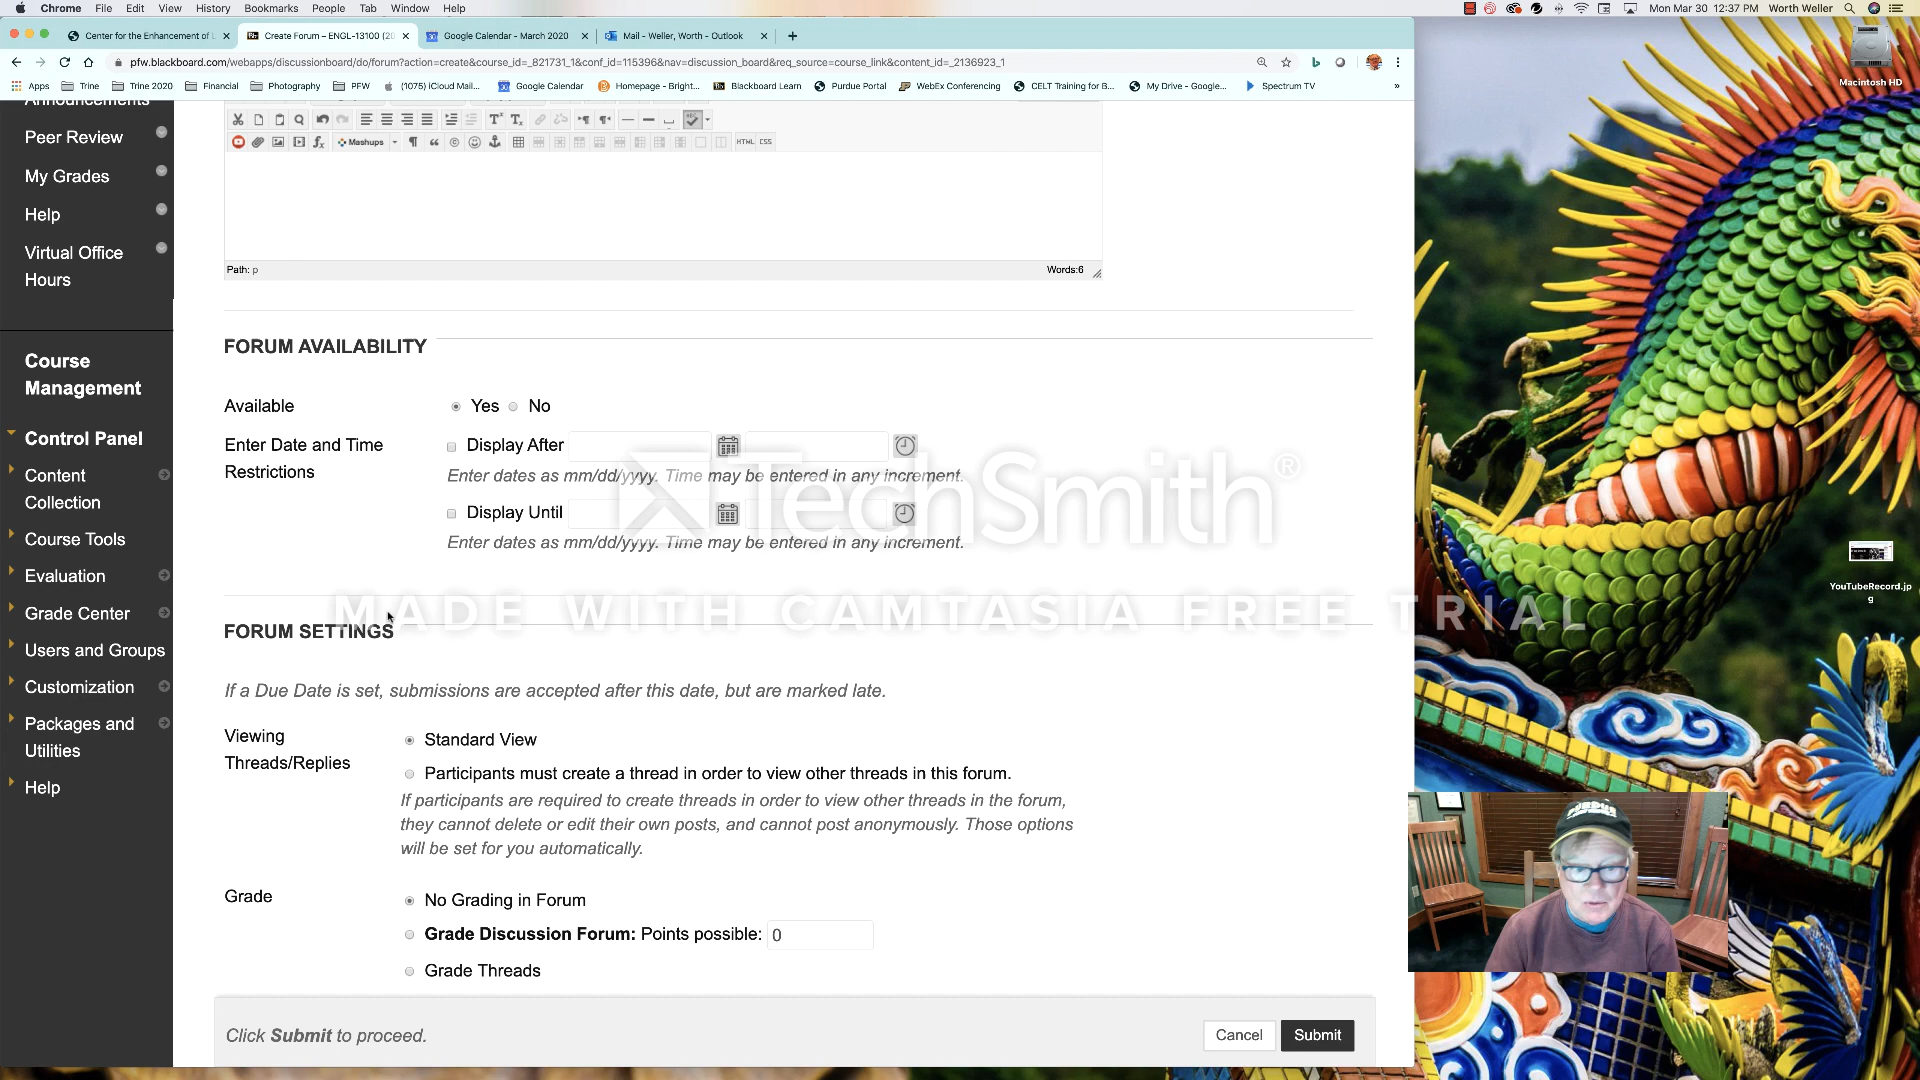 Chrome File Edit View History Bookmarks People Tab Window Help
Mon Mar 30 12:37 PM Worth Weller
Center for the Enhancement of L
Create Forum – ENGL-13100 (20
Google Calendar - March 2020
Mail - Weller, Worth - Outlook
pfw.blackboard.com/webapps/discussionboard/do/forum?action=create&course_id=_821731_1&conf_id=115396&nav=discussion_board&req_source=course_link&content_id=_2136923_1
Apps Trine Trine 2020 Financial Photography PFW (1075) iCloud Mail... Google Calendar Homepage - Bright... Blackboard Learn Purdue Portal WebEx Conferencing CELT Training for B... My Drive - Google... Spectrum TV »
Macintosh HD
Announcements
Peer Review
My Grades
Help
Virtual Office
Hours
Course
Management
Control Panel
Content
Collection
Course Tools
Evaluation
Grade Center
Users and Groups
Customization
Packages and
Utilities
Help
Mashups
HTML CSS
Path: p
Words:6
FORUM AVAILABILITY
Available
Yes No
Enter Date and Time
Restrictions
Display After
Enter dates as mm/dd/yyyy. Time may be entered in any increment.
Display Until
Enter dates as mm/dd/yyyy. Time may be entered in any increment.
TechSmith®
MADE WITH CAMTASIA FREE TRIAL
YouTubeRecord.jp
g
FORUM SETTINGS
If a Due Date is set, submissions are accepted after this date, but are marked late.
Viewing
Threads/Replies
Standard View
Participants must create a thread in order to view other threads in this forum.
If participants are required to create threads in order to view other threads in the forum,
they cannot delete or edit their own posts, and cannot post anonymously. Those options
will be set for you automatically.
Grade
No Grading in Forum
Grade Discussion Forum: Points possible: 0
Grade Threads
Click Submit to proceed.
Cancel
Submit